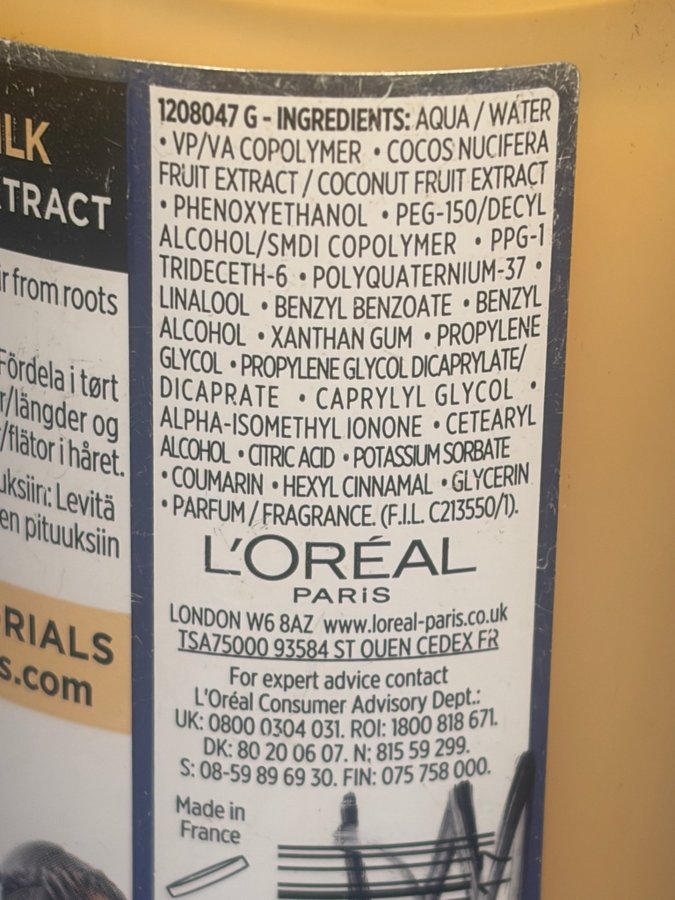 ILK
TRACT
ir from roots
Fördela i tørt
r/längder og
/flätor i håret.
uksiin: Levitä
en pituuksiin
RIALS
s.com
1208047 G - INGREDIENTS: AQUA / WATER
• VP/VA COPOLYMER • COCOS NUCIFERA
FRUIT EXTRACT / COCONUT FRUIT EXTRACT
• PHENOXYETHANOL • PEG-150/DECYL
ALCOHOL/SMDI COPOLYMER • PPG-1
TRIDECETH-6 • POLYQUATERNIUM-37 •
LINALOOL • BENZYL BENZOATE • BENZYL
ALCOHOL • XANTHAN GUM • PROPYLENE
GLYCOL • PROPYLENE GLYCOL DICAPRYLATE/
DICAPRATE • CAPRYLYL GLYCOL •
ALPHA-ISOMETHYL IONONE • CETEARYL
ALCOHOL • CITRIC ACID • POTASSIUM SORBATE
• COUMARIN • HEXYL CINNAMAL • GLYCERIN
• PARFUM / FRAGRANCE. (F.I.L. C213550/1).
L'ORÉAL
PARiS
LONDON W6 8AZ www.loreal-paris.co.uk
TSA75000 93584 ST OUEN CEDEX FR
For expert advice contact
L'Oréal Consumer Advisory Dept.:
UK: 0800 0304 031. ROI: 1800 818 671.
DK: 80 20 06 07. N: 815 59 299.
S: 08-59 89 69 30. FIN: 075 758 000.
Made in
France